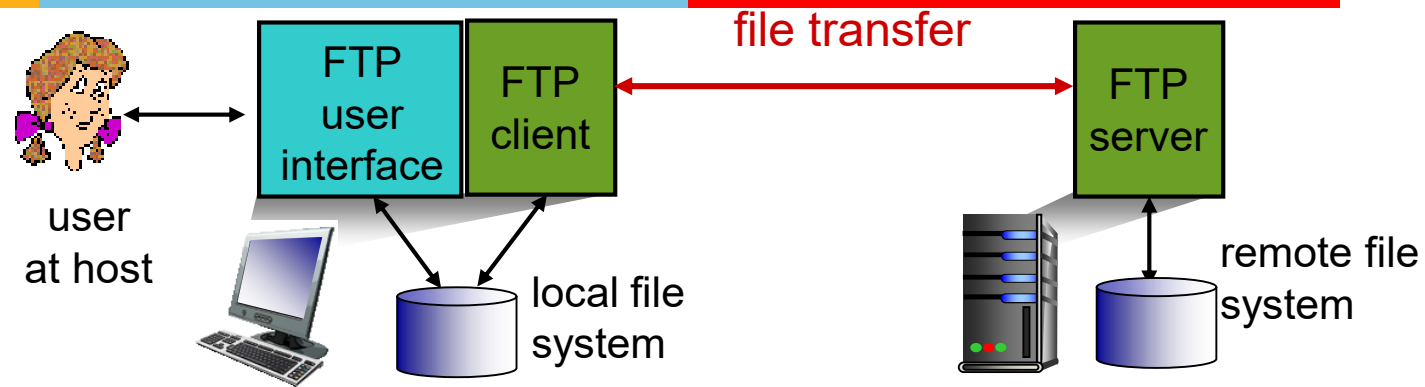 file transfer
FTP
user
interface
FTP
client
FTP
server
user
at host
local file
system
remote file
system